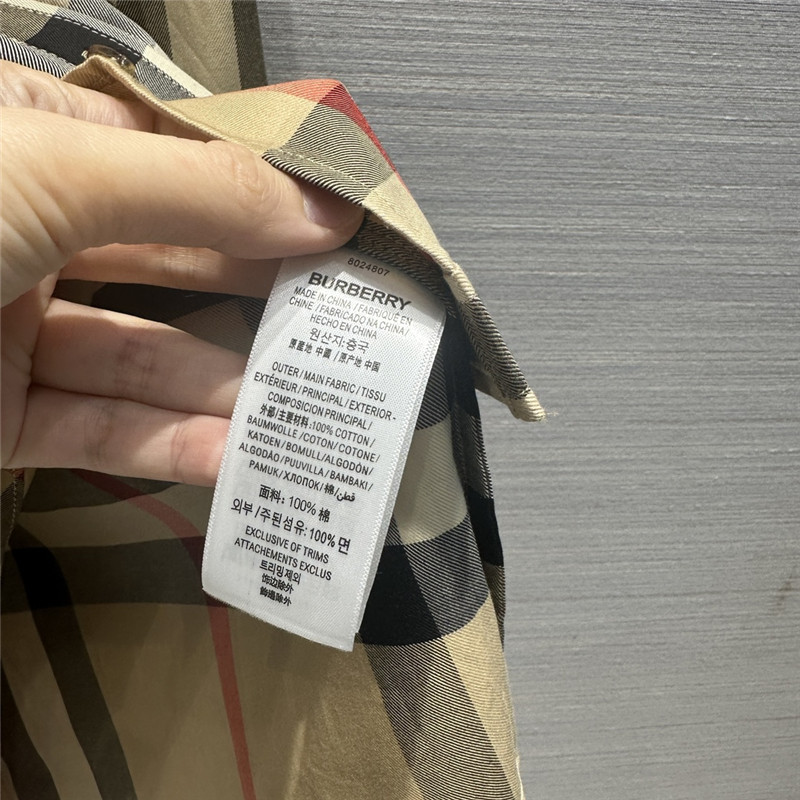 8024807
BURBERRY
MADE IN CHINA / FABRIQUÉ EN
CHINE / FABRICADO NA CHINA /
HECHO EN CHINA
원산지:중국
原產地 中國 / 原产地 中国
OUTER / MAIN FABRIC / TISSU
EXTÉRIEUR / PRINCIPAL / EXTERIOR -
COMPOSICION PRINCIPAL /
外部 / 主要材料:100% COTTON /
BAUMWOLLE / COTON / COTONE /
KATOEN / BOMULL / ALGODÓN /
ALGODÃO / PUUVILLA / BAMBAKI /
PAMUK / ХЛОПОК / 棉 / قطن
面料: 100% 棉
외부 / 주된섬유: 100% 면
EXCLUSIVE OF TRIMS
ATTACHEMENTS EXCLUS
트리밍제외
饰边除外
飾邊除外